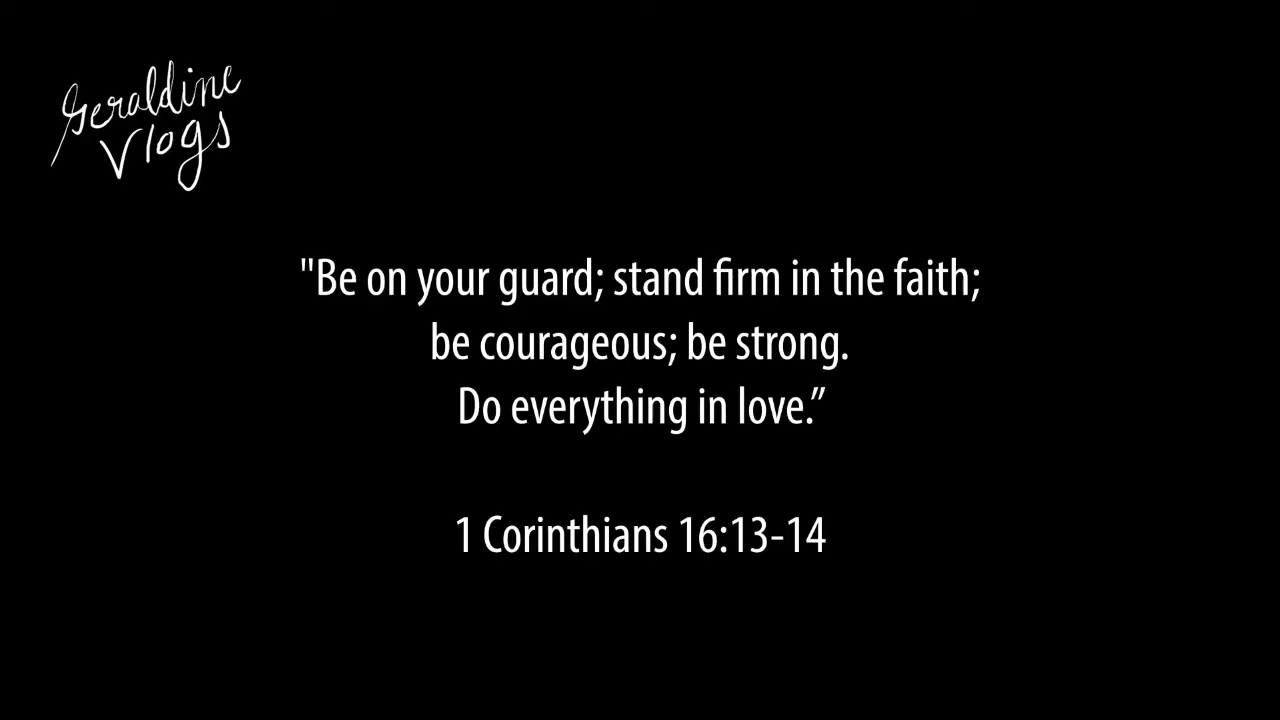 Geraldine
Vlogs
"Be on your guard; stand firm in the faith;
be courageous; be strong.
Do everything in love.”
1 Corinthians 16:13-14